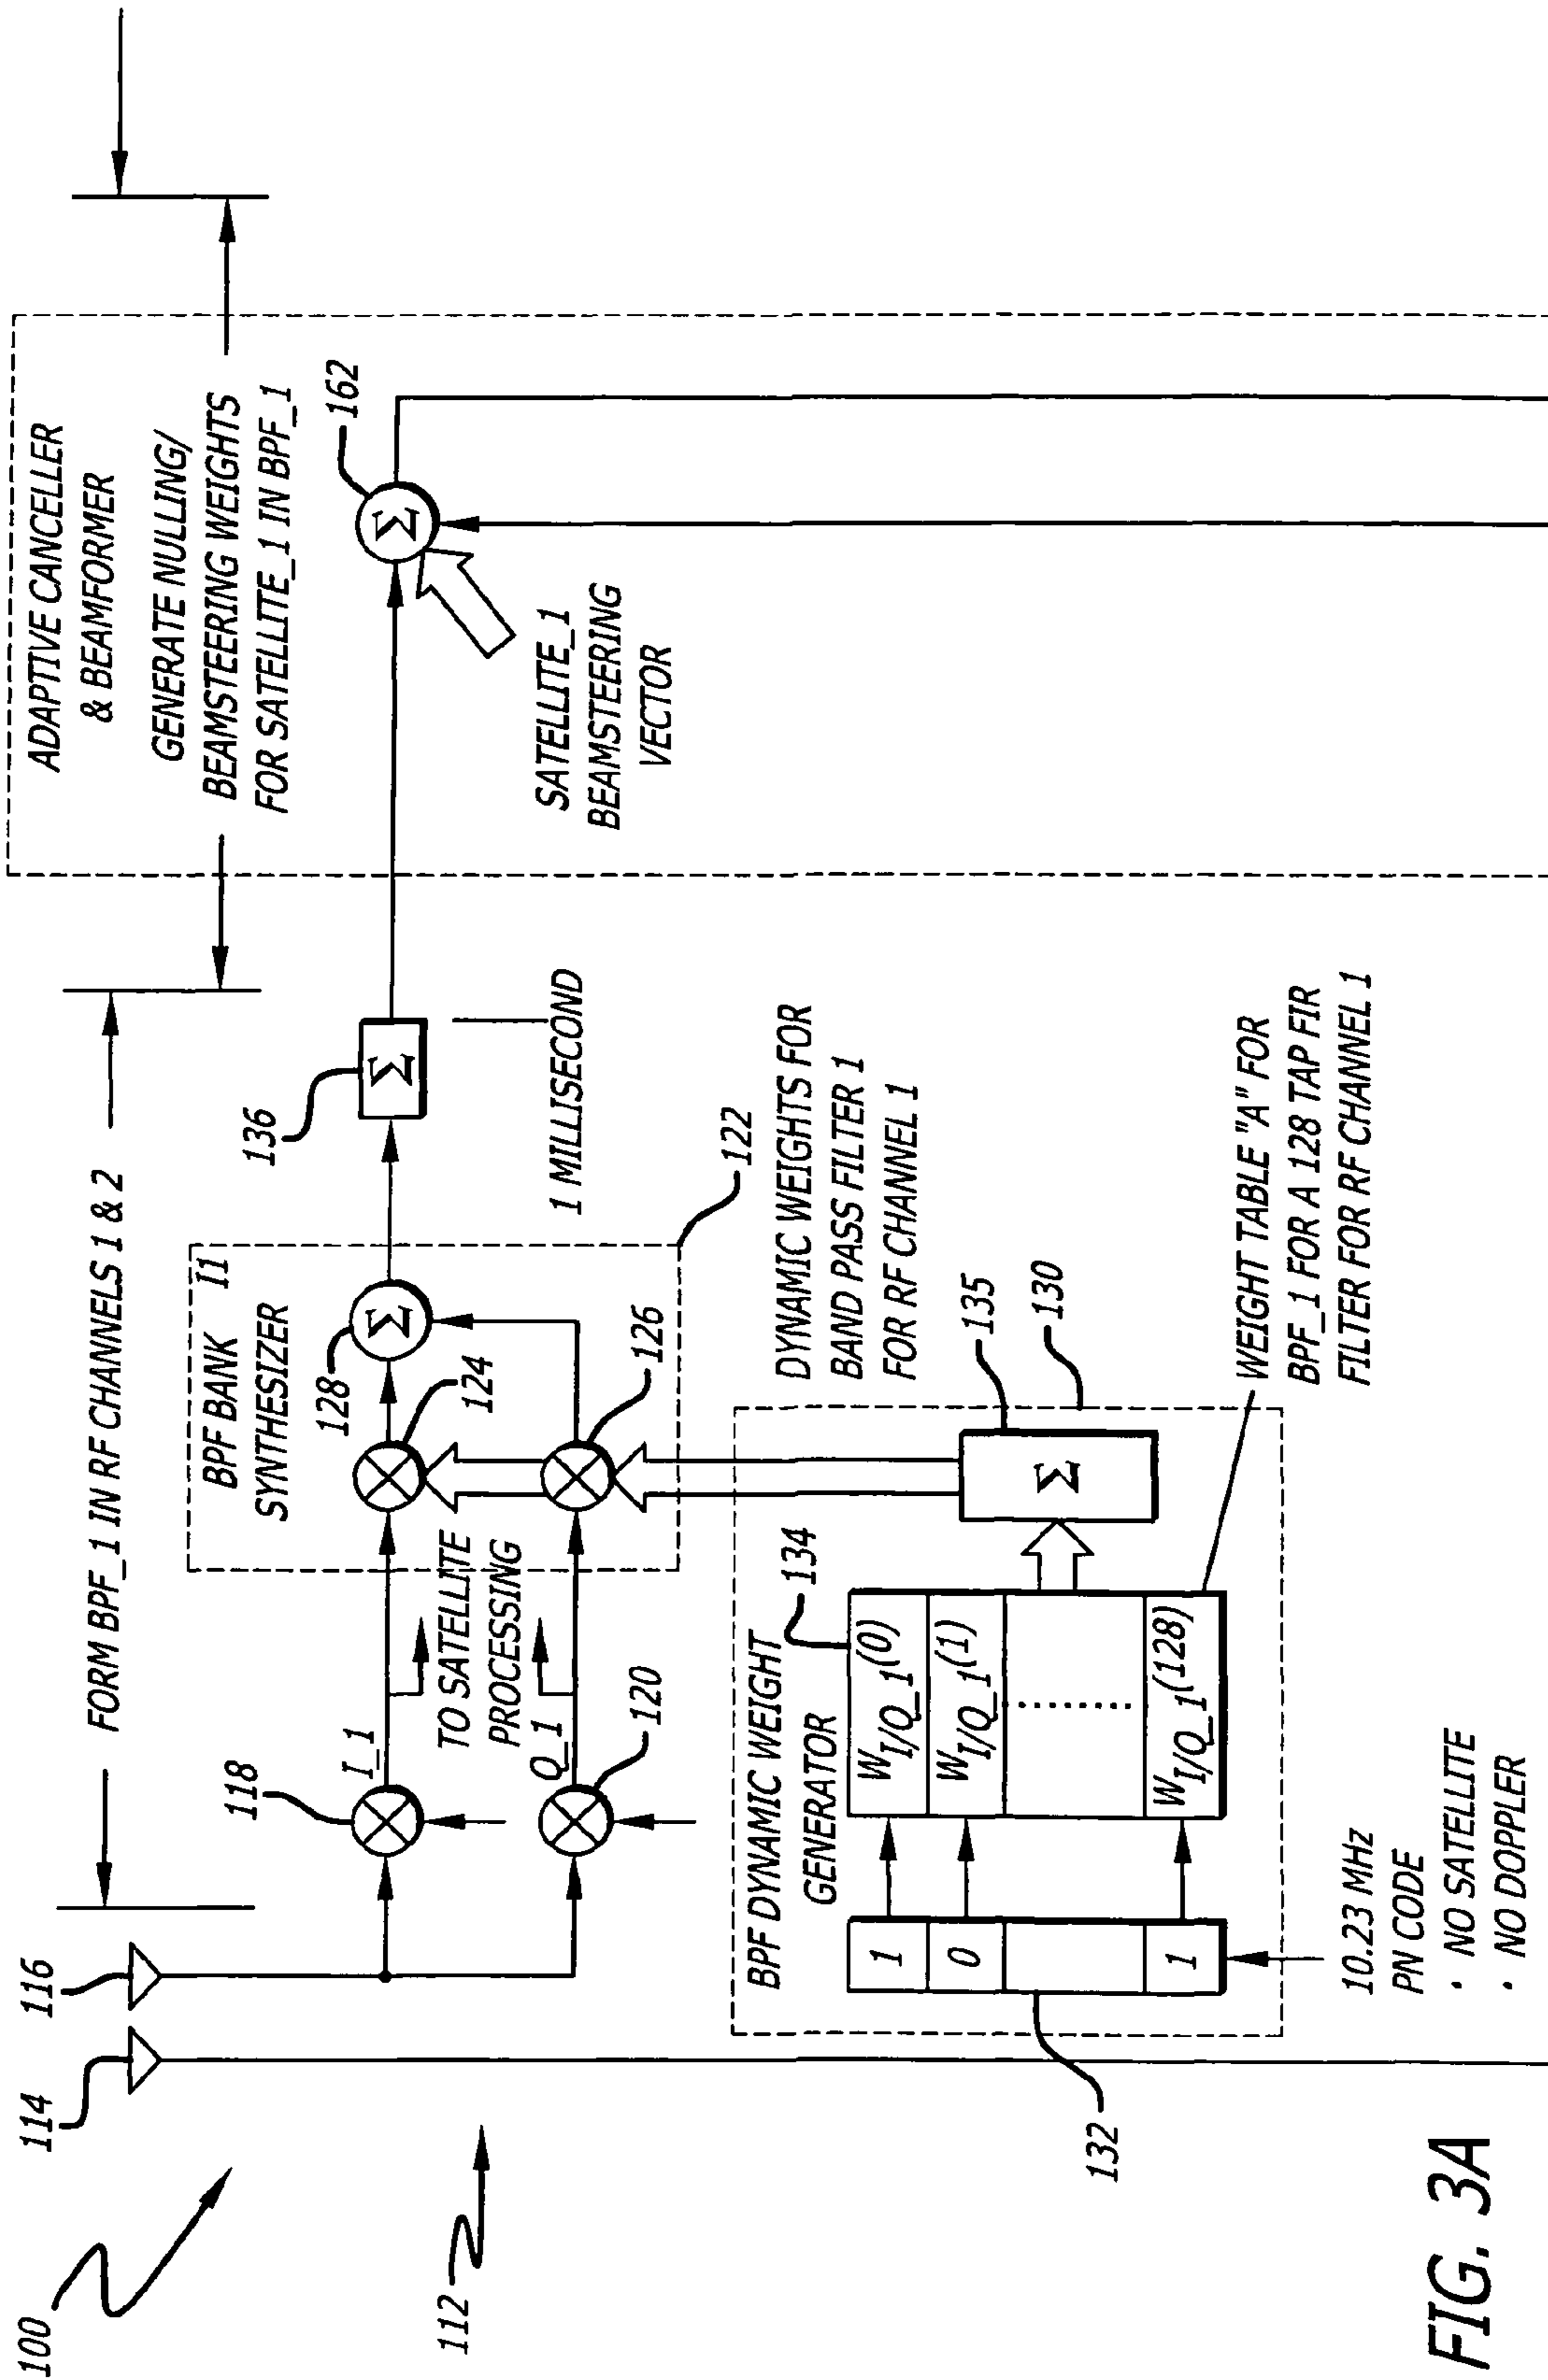 100
114
116
112
FORM BPF_1 IN RF CHANNELS 1 & 2
ADAPTIVE CANCELLER
& BEAMFORMER
GENERATE NULLING/
BEAMSTEERING WEIGHTS
FOR SATELLITE_1 IN BPF_1
118
I_1
TO SATELLITE
PROCESSING
Q_1
120
BPF BANK I1
SYNTHESIZER
128
Σ
124
126
122
136
Σ
1 MILLISECOND
162
Σ
SATELLITE_1
BEAMSTEERING
VECTOR
BPF DYNAMIC WEIGHT
GENERATOR
134
1
0
1
W I/Q_1(0)
W I/Q_1(1)
W I/Q_1(128)
Σ
135
130
132
DYNAMIC WEIGHTS FOR
BAND PASS FILTER 1
FOR RF CHANNEL 1
WEIGHT TABLE "A" FOR
BPF_1 FOR A 128 TAP FIR
FILTER FOR RF CHANNEL 1
10.23 MHz
PN CODE
· NO SATELLITE
· NO DOPPLER
FIG. 3A